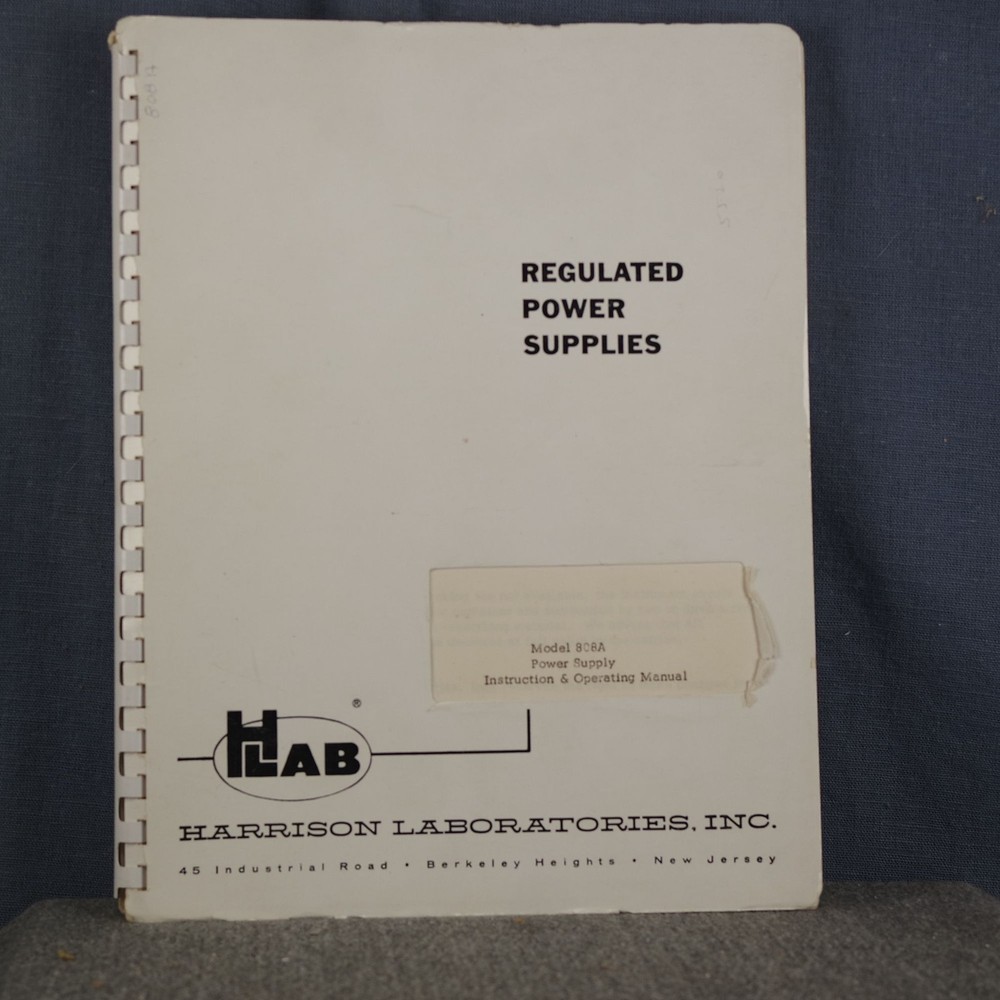 808A
REGULATED
POWER
SUPPLIES
Model 808A
Power Supply
Instruction & Operating Manual
®
HLAB
HARRISON LABORATORIES, INC.
45 Industrial Road • Berkeley Heights • New Jersey